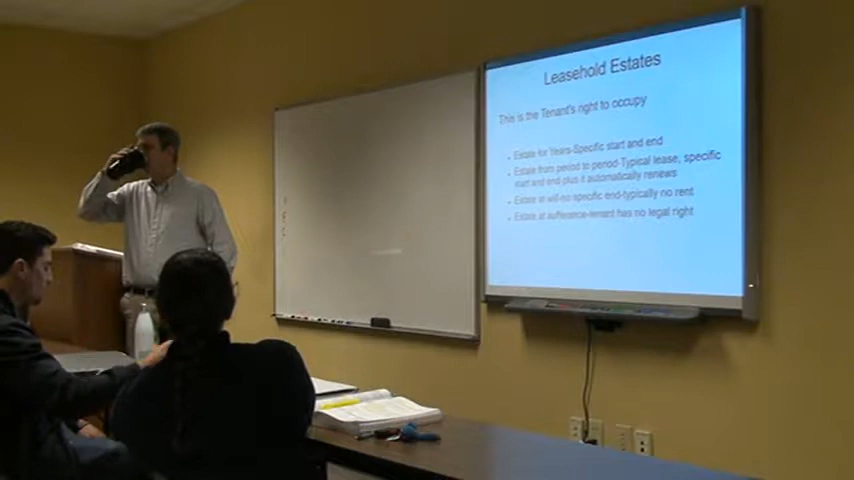 Leasehold Estates
This is the Tenant's right to occupy
Estate for Years-Specific start and end
Estate from period to period-Typical lease, specific
start and end plus it automatically renews
Estate at will-no specific end-typically no rent
Estate at sufferance-tenant has no legal right